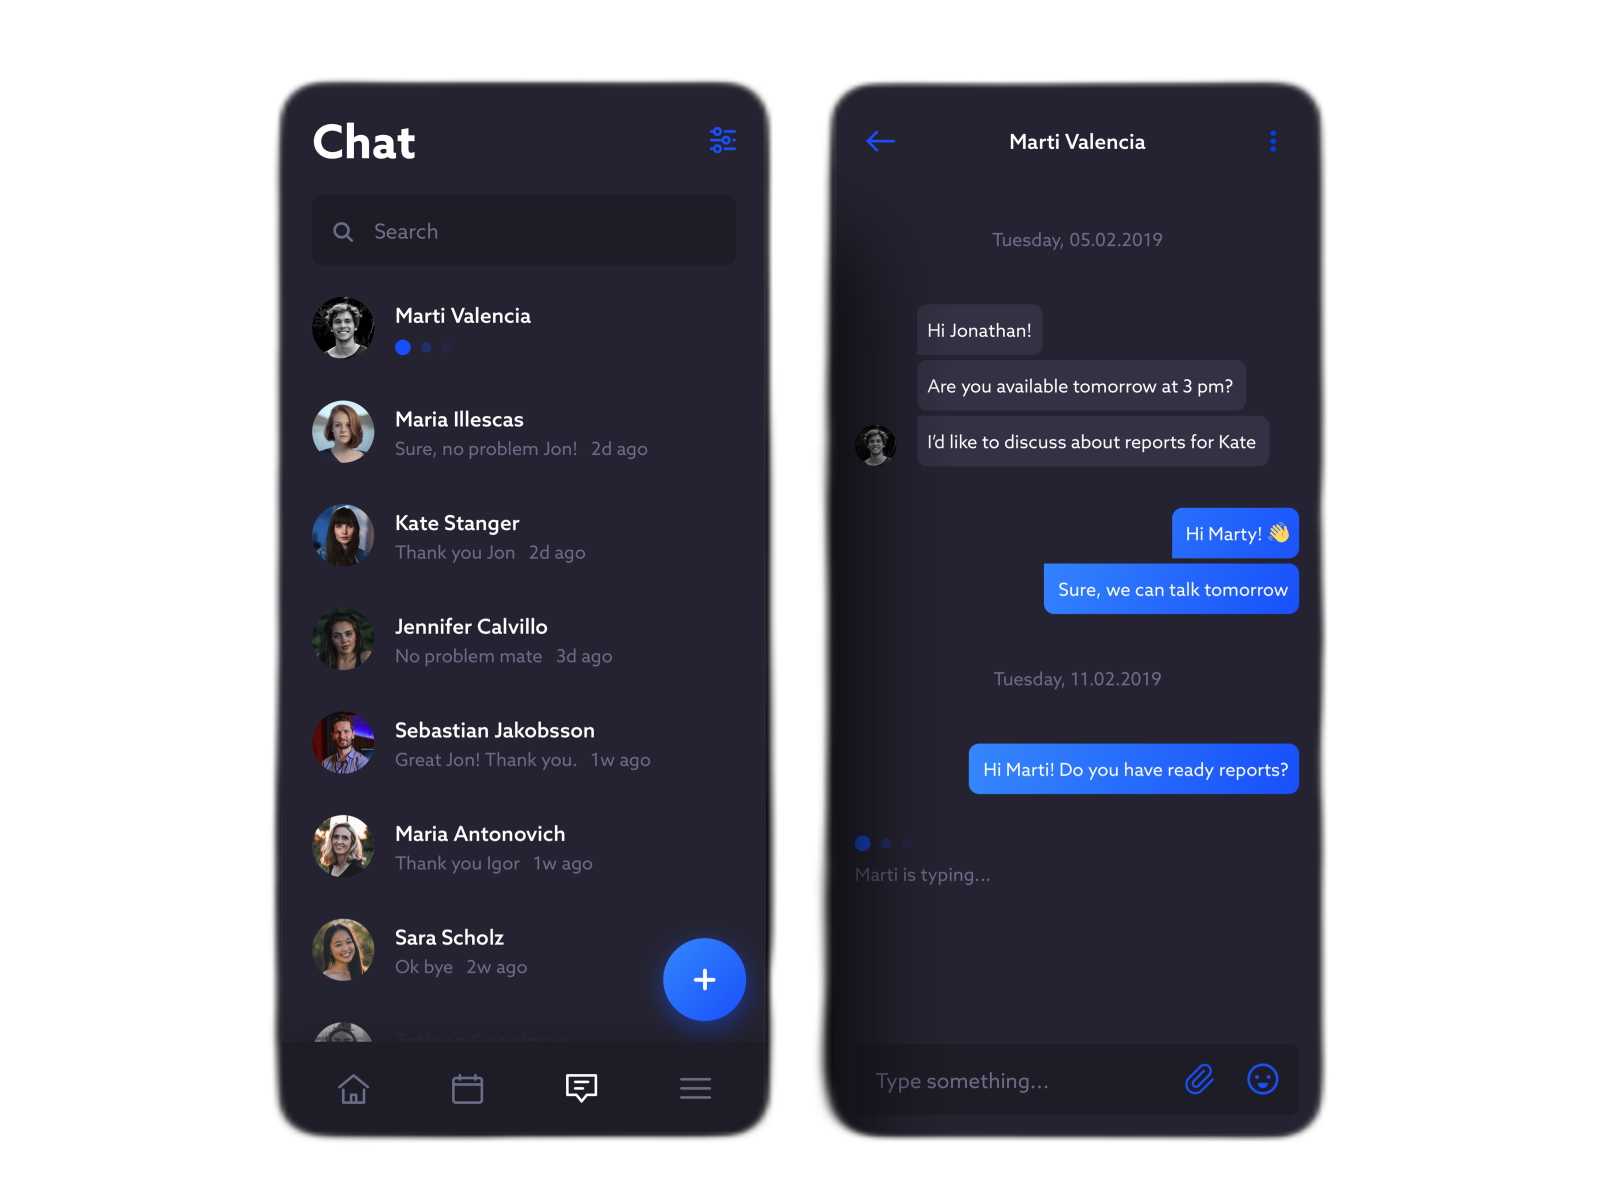 Chat
Search
Marti Valencia
Maria Illescas
Sure, no problem Jon! 2d ago
Kate Stanger
Thank you Jon 2d ago
Jennifer Calvillo
No problem mate 3d ago
Sebastian Jakobsson
Great Jon! Thank you. 1w ago
Maria Antonovich
Thank you Igor 1w ago
Sara Scholz
Ok bye 2w ago
Marti Valencia
Tuesday, 05.02.2019
Hi Jonathan!
Are you available tomorrow at 3 pm?
I'd like to discuss about reports for Kate
Hi Marty! 👋
Sure, we can talk tomorrow
Tuesday, 11.02.2019
Hi Marti! Do you have ready reports?
Marti is typing...
Type something...